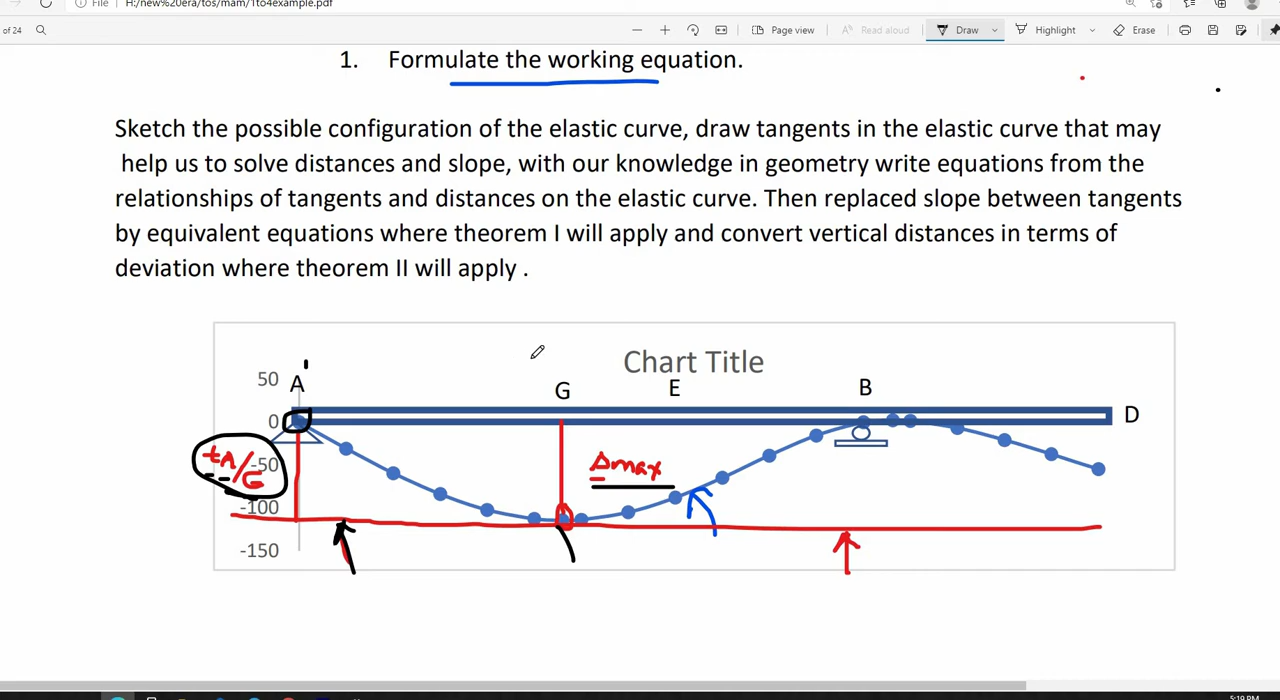 File | H:/new%20era/tos/mam/1to4example.pdf
of 24
Page view
Read aloud
Draw
Highlight
Erase
1. Formulate the working equation.
Sketch the possible configuration of the elastic curve, draw tangents in the elastic curve that may
help us to solve distances and slope, with our knowledge in geometry write equations from the
relationships of tangents and distances on the elastic curve. Then replaced slope between tangents
by equivalent equations where theorem I will apply and convert vertical distances in terms of
deviation where theorem II will apply .
Chart Title
50
A '
G
E
B
D
0
tA/G
-50
Δmax
-100
-150
5:19 PM